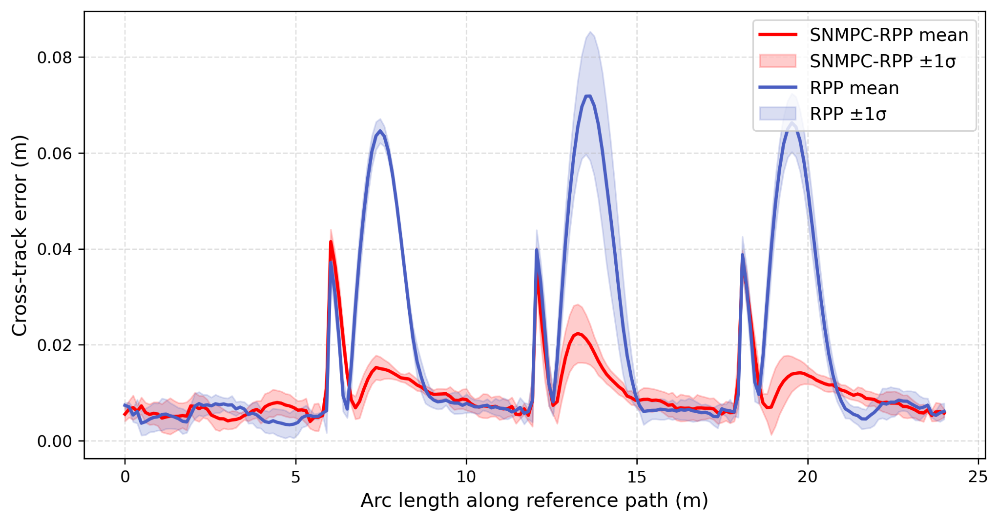 SNMPC-RPP mean
SNMPC-RPP ±1σ
RPP mean
RPP ±1σ
Cross-track error (m)
0.08
0.06
0.04
0.02
0.00
0 5 10 15 20 25
Arc length along reference path (m)